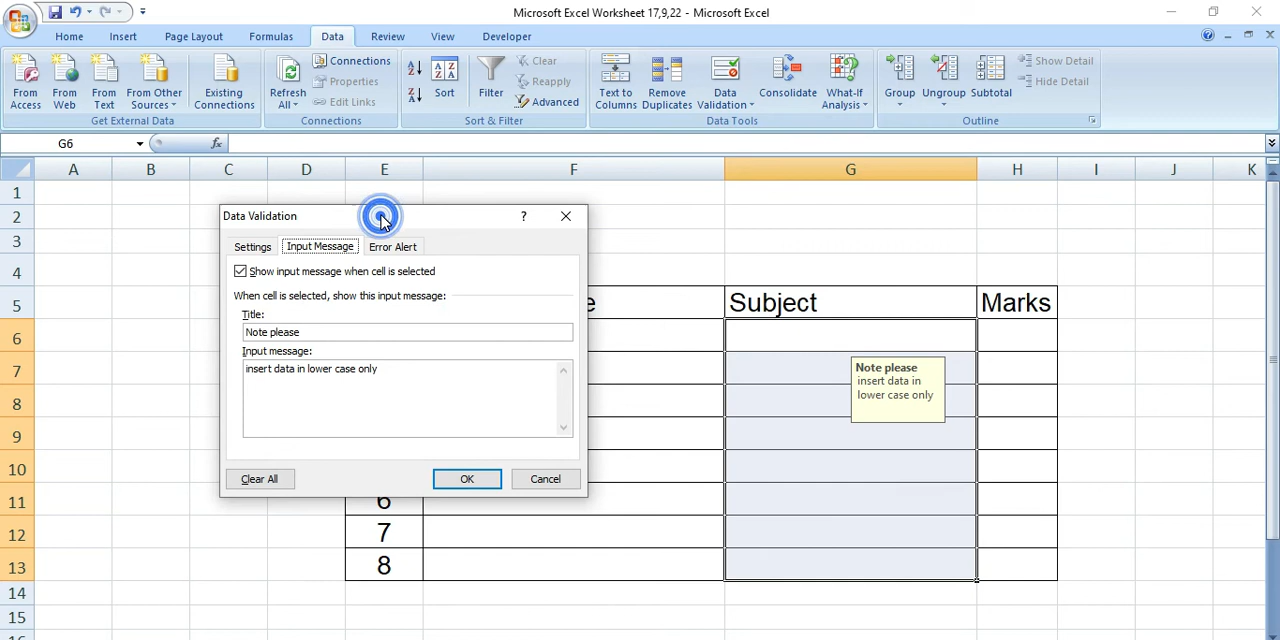 Microsoft Excel Worksheet 17,9,22 - Microsoft Excel
Home Insert Page Layout Formulas Data Review View Developer
From Access
From Web
From Text
From Other Sources
Existing Connections
Get External Data
Refresh All
Connections
Properties
Edit Links
Connections
Sort
Filter
Clear
Reapply
Advanced
Sort & Filter
Text to Columns
Remove Duplicates
Data Validation
Consolidate
What-If Analysis
Data Tools
Group
Ungroup
Subtotal
Show Detail
Hide Detail
Outline
G6
fx
A B C D E F G H I J K
1
2
3
4
5
6
7
8
9
10
11
12
13
14
15
16
Data Validation ? ×
Settings Input Message Error Alert
Show input message when cell is selected
When cell is selected, show this input message:
Title:
Note please
Input message:
insert data in lower case only
Clear All OK Cancel
e Subject Marks
Note please
insert data in
lower case only
6
7
8